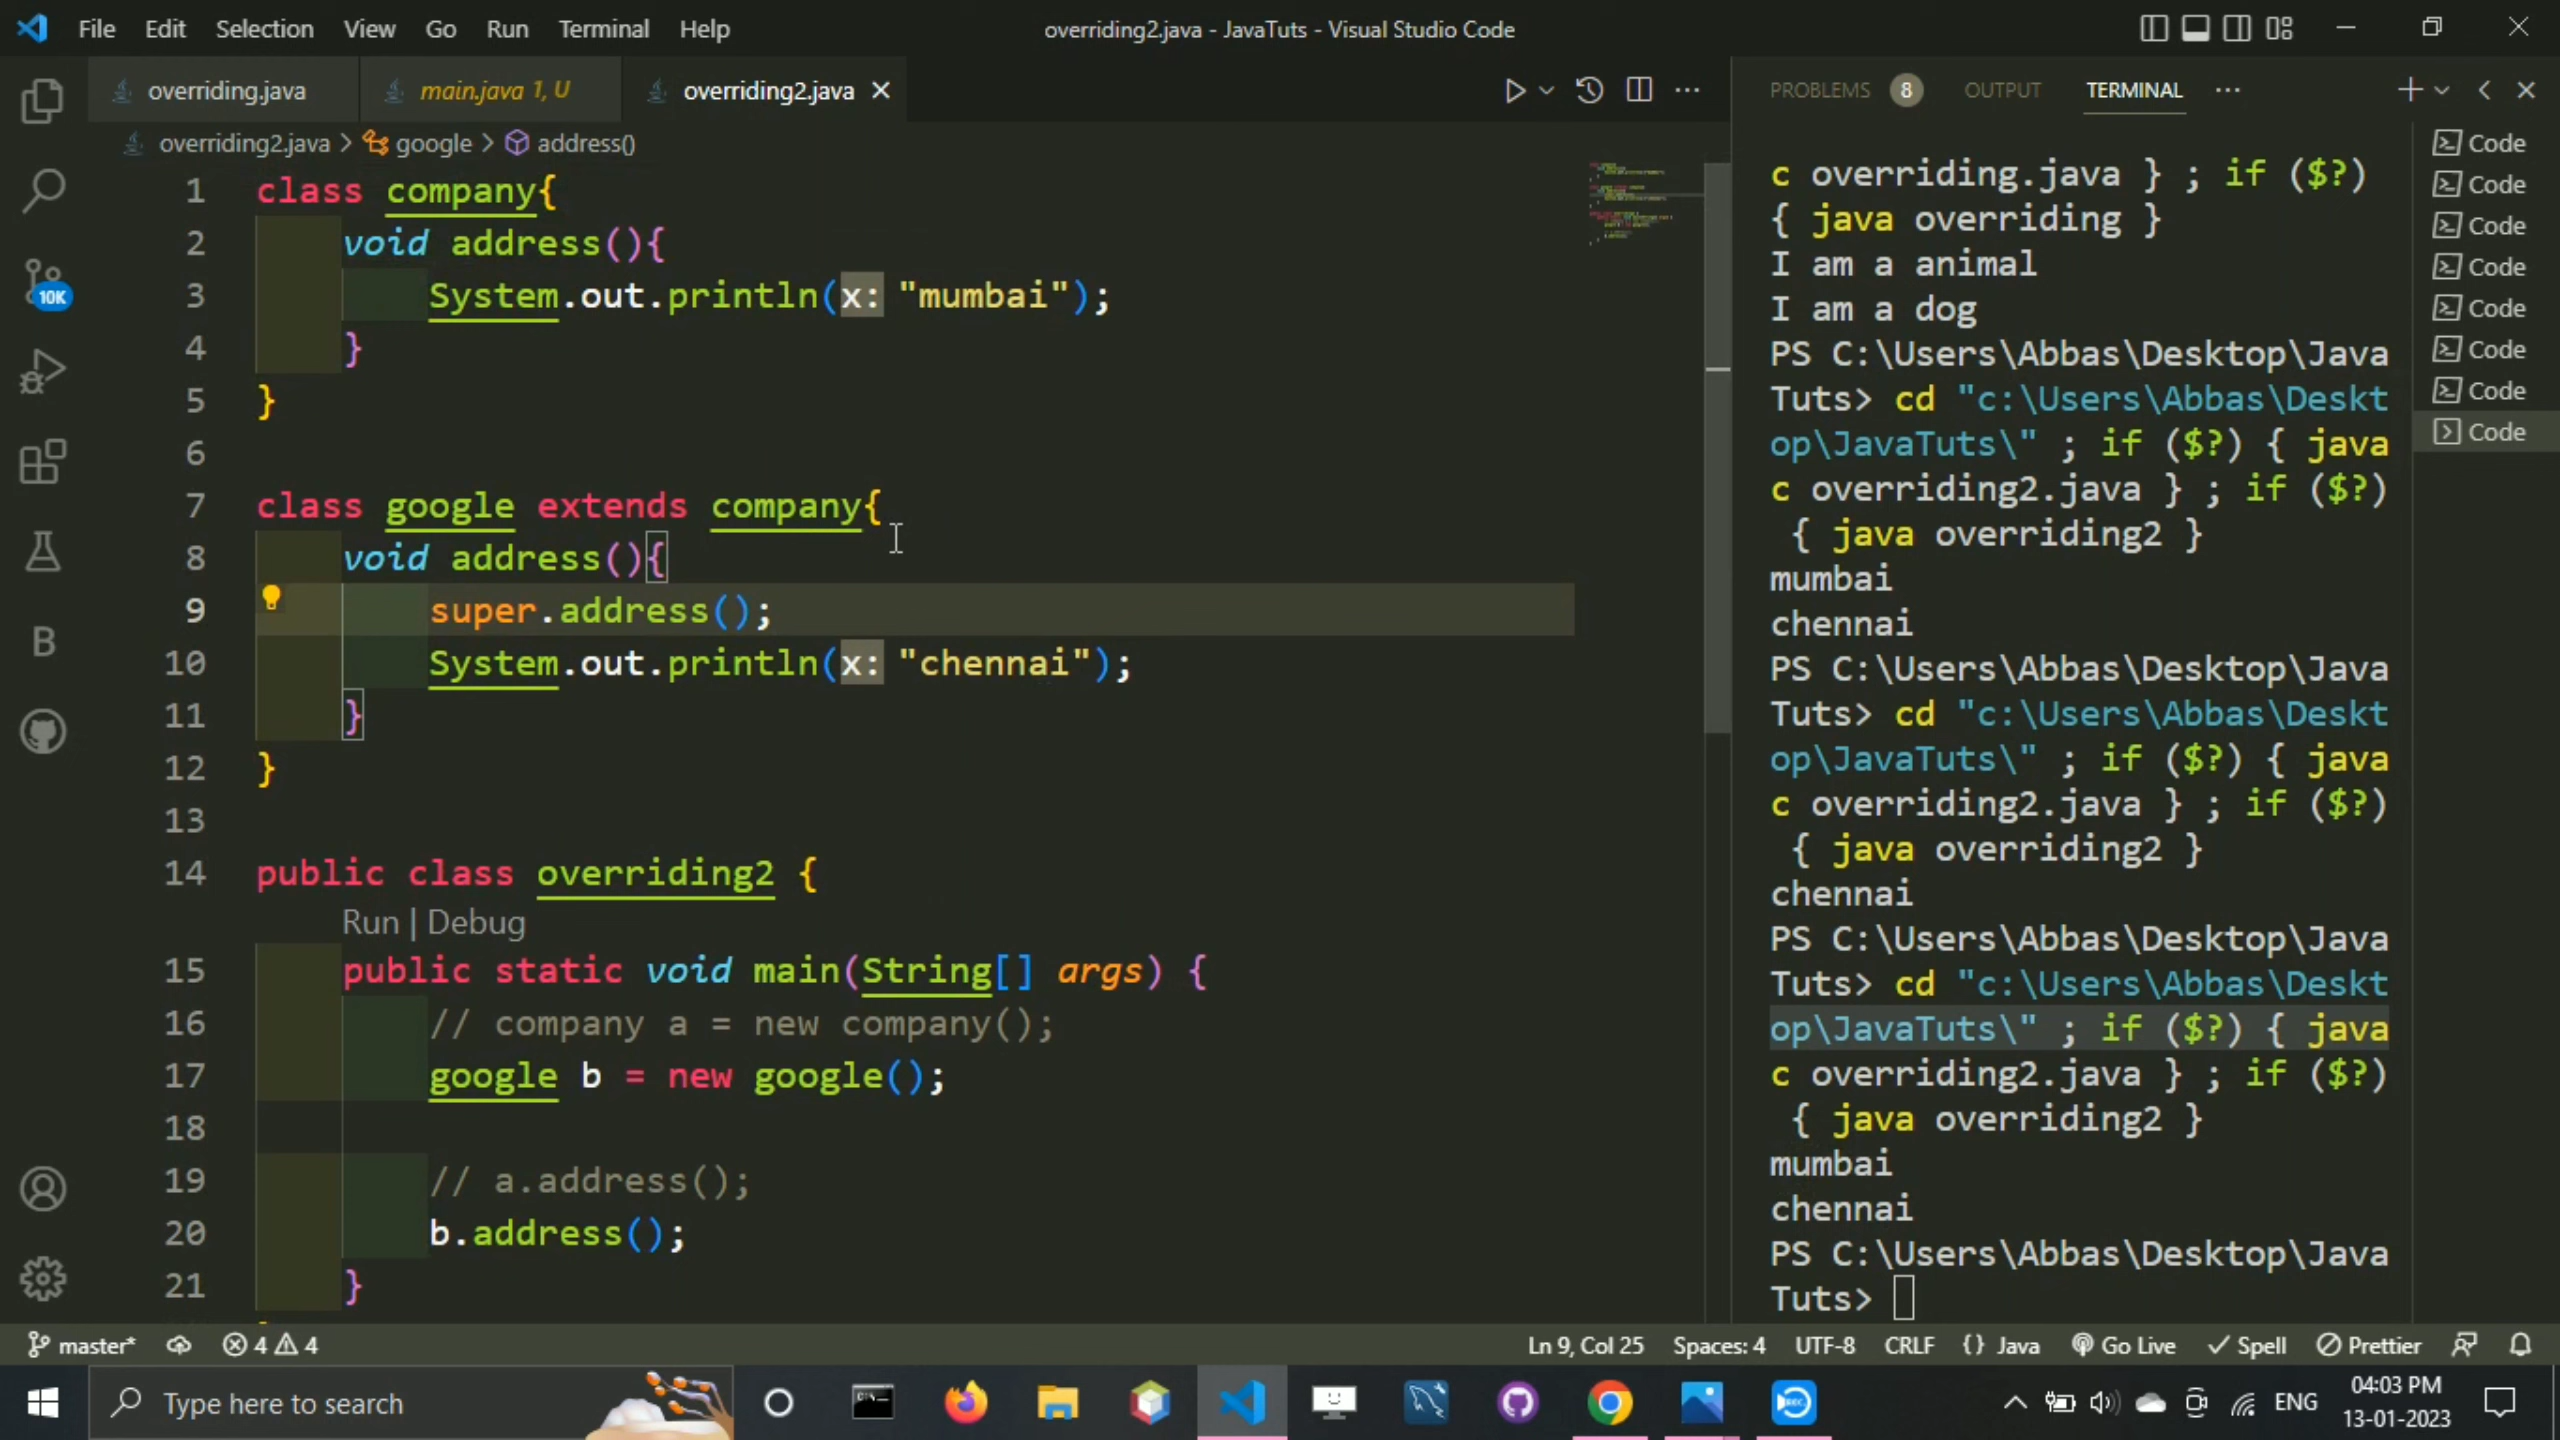 File Edit Selection View Go Run Terminal Help
overriding2.java - JavaTuts - Visual Studio Code
overriding.java
main.java 1, U
overriding2.java
overriding2.java > google > address()
1 class company{
2 void address(){
3 System.out.println(x: "mumbai");
4 }
5 }
6
7 class google extends company{
8 void address(){
9 super.address();
10 System.out.println(x: "chennai");
11 }
12 }
13
14 public class overriding2 {
Run | Debug
15 public static void main(String[] args) {
16 // company a = new company();
17 google b = new google();
18
19 // a.address();
20 b.address();
21 }
10K
B
PROBLEMS 8 OUTPUT TERMINAL
c overriding.java } ; if ($?)
{ java overriding }
I am a animal
I am a dog
PS C:\Users\Abbas\Desktop\Java
Tuts> cd "c:\Users\Abbas\Deskt
op\JavaTuts\" ; if ($?) { java
c overriding2.java } ; if ($?)
{ java overriding2 }
mumbai
chennai
PS C:\Users\Abbas\Desktop\Java
Tuts> cd "c:\Users\Abbas\Deskt
op\JavaTuts\" ; if ($?) { java
c overriding2.java } ; if ($?)
{ java overriding2 }
chennai
PS C:\Users\Abbas\Desktop\Java
Tuts> cd "c:\Users\Abbas\Deskt
op\JavaTuts\" ; if ($?) { java
c overriding2.java } ; if ($?)
{ java overriding2 }
mumbai
chennai
PS C:\Users\Abbas\Desktop\Java
Tuts>
Code
Code
Code
Code
Code
Code
Code
Code
master* 4 4
Ln 9, Col 25 Spaces: 4 UTF-8 CRLF {} Java Go Live Spell Prettier
Type here to search
REC
ENG
04:03 PM
13-01-2023